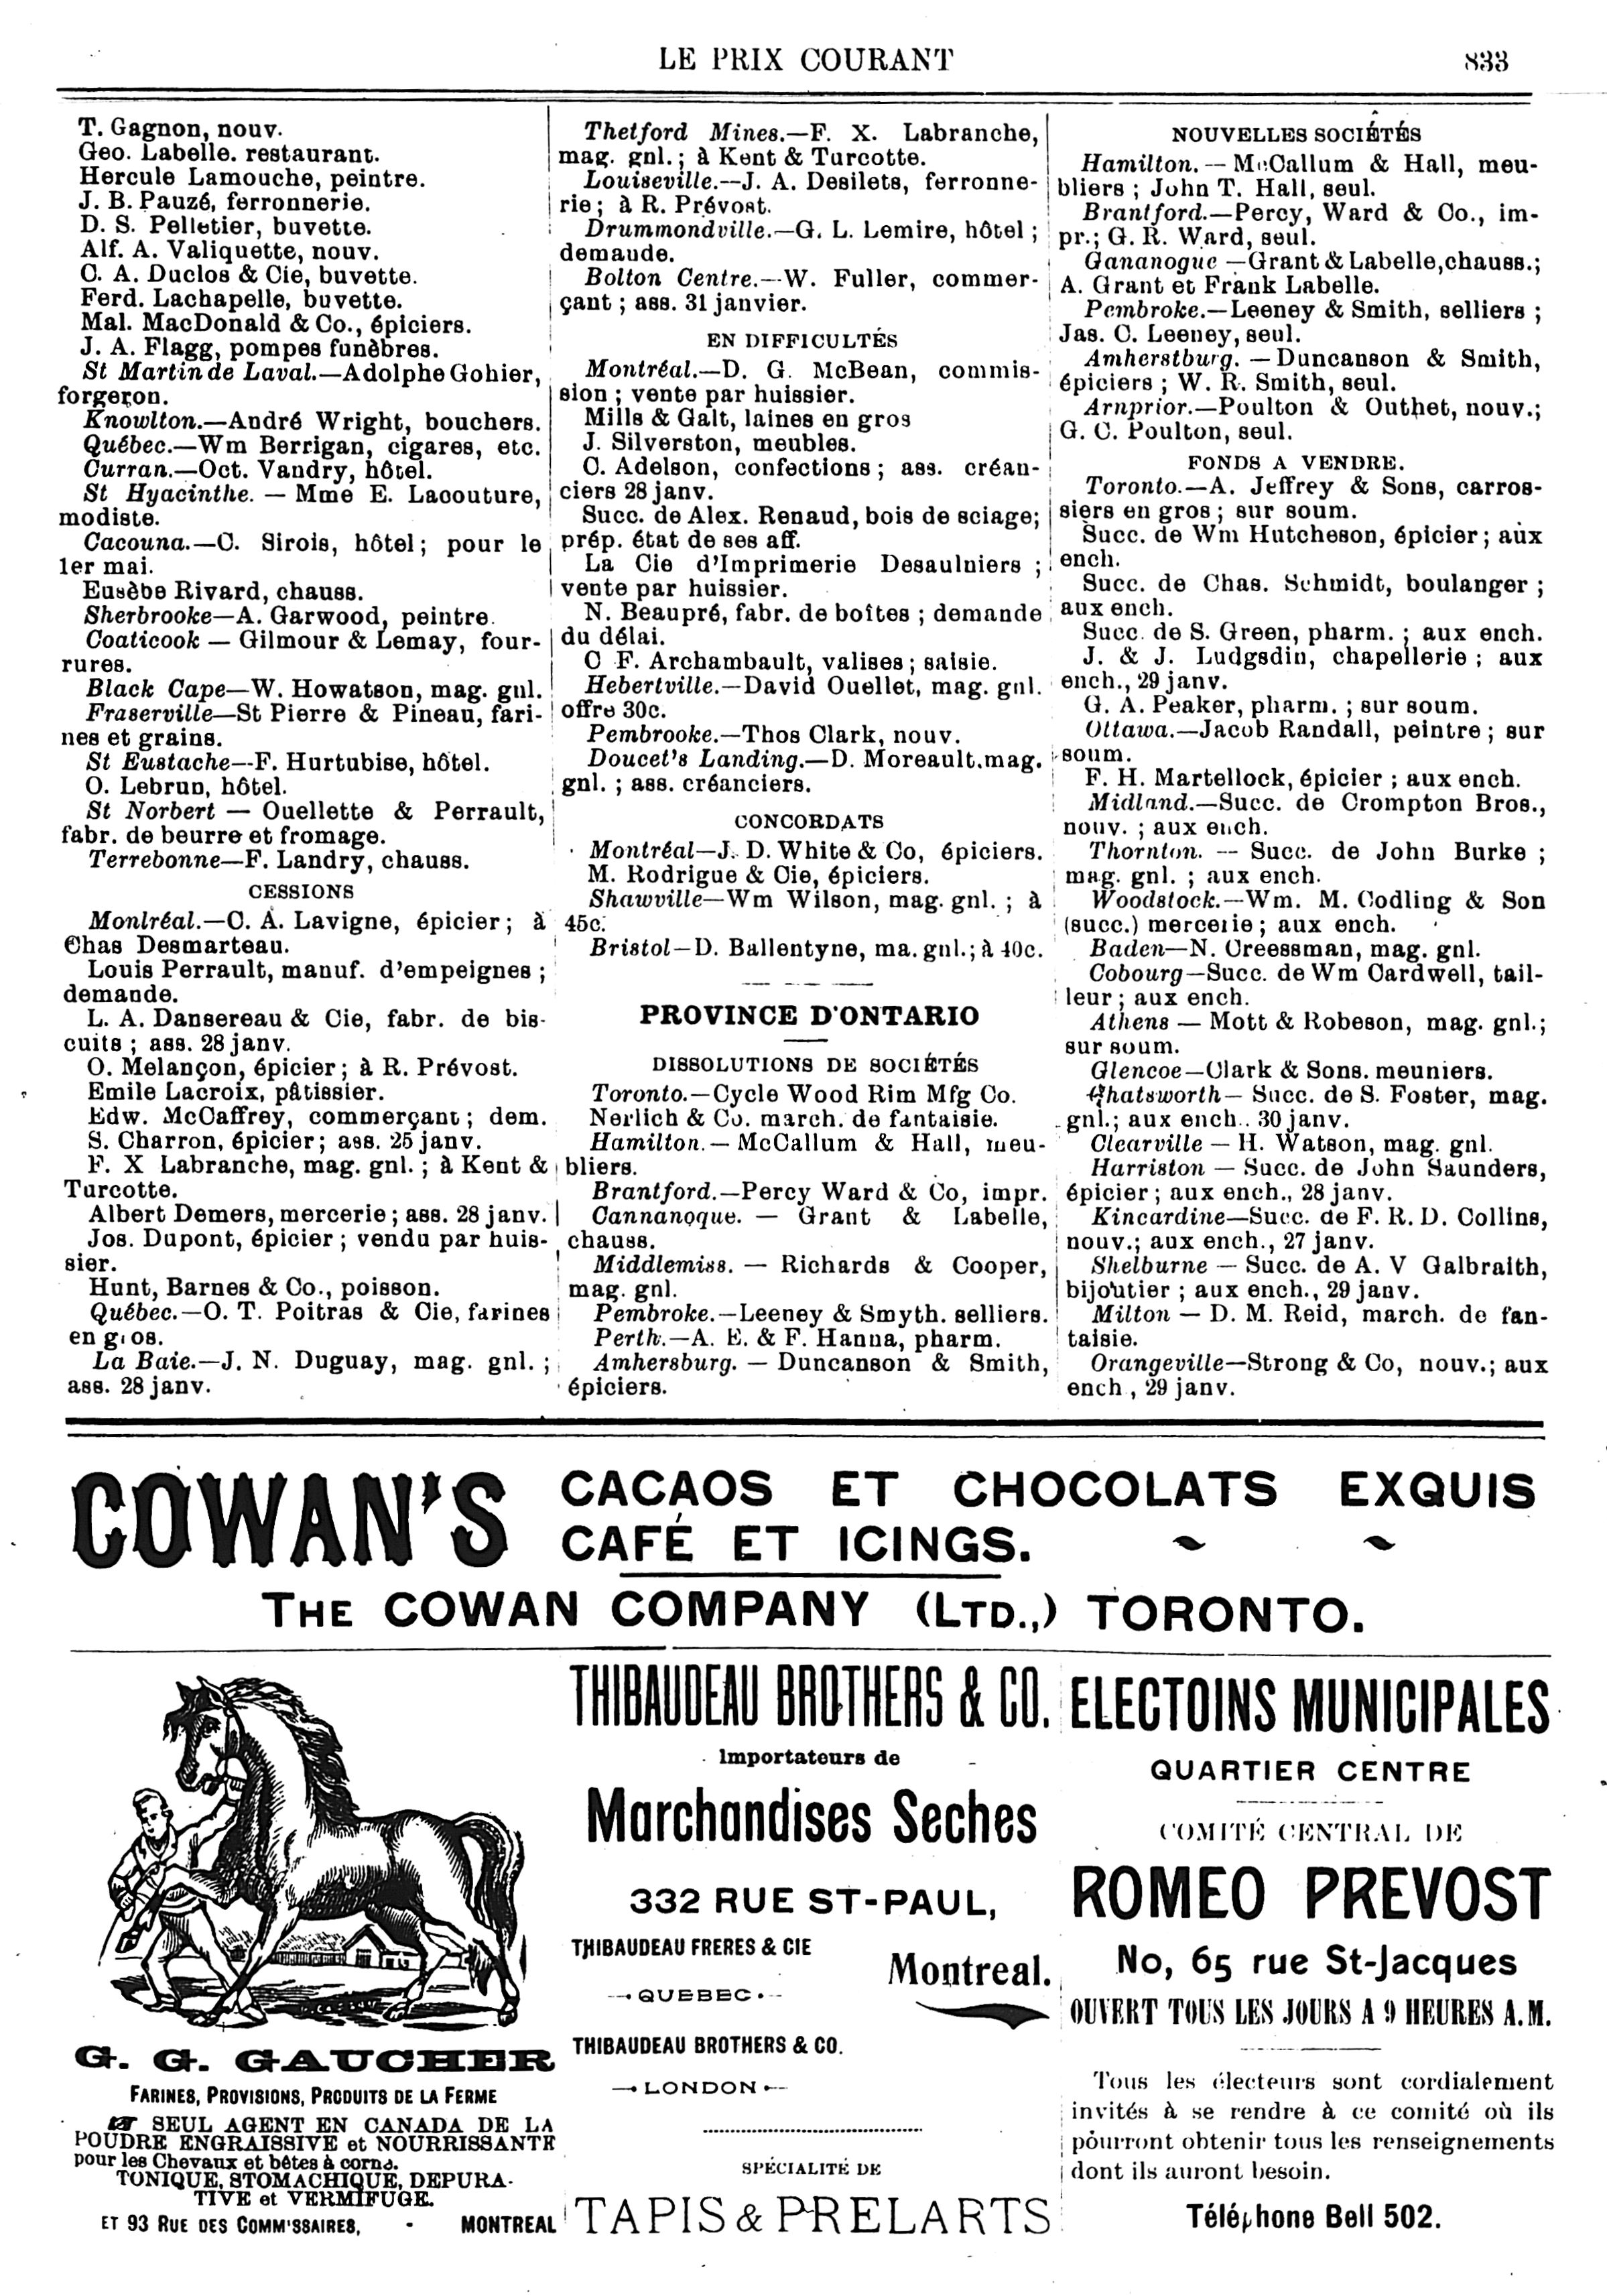 LE PRIX COURANT
833
T. Gagnon, nouv.
Geo. Labelle. restaurant.
Hercule Lamouche, peintre.
J. B. Pauzé, ferronnerie.
D. S. Pelletier, buvette.
Alf. A. Valiquette, nouv.
C. A. Duclos & Cie, buvette.
Ferd. Lachapelle, buvette.
Mal. MacDonald & Co., épiciers.
J. A. Flagg, pompes funèbres.
St Martin de Laval.—Adolphe Gohier,
forgeron.
Knowlton.—André Wright, bouchers.
Québec.—Wm Berrigan, cigares, etc.
Curran.—Oct. Vandry, hôtel.
St Hyacinthe. — Mme E. Lacouture,
modiste.
Cacouna.—C. Sirois, hôtel; pour le
1er mai.
Eusèbe Rivard, chauss.
Sherbrooke—A. Garwood, peintre.
Coaticook — Gilmour & Lemay, four-
rures.
Black Cape—W. Howatson, mag. gnl.
Fraserville—St Pierre & Pineau, fari-
nes et grains.
St Eustache--F. Hurtubise, hôtel.
O. Lebrun, hôtel.
St Norbert — Ouellette & Perrault,
fabr. de beurre et fromage.
Terrebonne—F. Landry, chauss.
CESSIONS
Montréal.—C. A. Lavigne, épicier; à
Chas Desmarteau.
Louis Perrault, manuf. d'empeignes;
demande.
L. A. Dansereau & Cie, fabr. de bis-
cuits; ass. 28 janv.
O. Melançon, épicier; à R. Prévost.
Emile Lacroix, pâtissier.
Edw. McCaffrey, commerçant; dem.
S. Charron, épicier; ass. 25 janv.
F. X Labranche, mag. gnl.; à Kent &
Turcotte.
Albert Demers, mercerie; ass. 28 janv.
Jos. Dupont, épicier; vendu par huis-
sier.
Hunt, Barnes & Co., poisson.
Québec.—O. T. Poitras & Cie, farines
en gros.
La Baie.—J. N. Duguay, mag. gnl.;
ass. 28 janv.
Thetford Mines.—F. X. Labranche,
mag. gnl.; à Kent & Turcotte.
Louiseville.—J. A. Desilets, ferronne-
rie; à R. Prévost.
Drummondville.—G. L. Lemire, hôtel;
demande.
Bolton Centre.—W. Fuller, commer-
çant; ass. 31 janvier.
EN DIFFICULTÉS
Montréal.—D. G. McBean, commis-
sion; vente par huissier.
Mills & Galt, laines en gros
J. Silverston, meubles.
C. Adelson, confections; ass. créan-
ciers 28 janv.
Succ. de Alex. Renaud, bois de sciage;
prép. état de ses aff.
La Cie d'Imprimerie Desaulniers;
vente par huissier.
N. Beaupré, fabr. de boîtes; demande
du délai.
C F. Archambault, valises; saisie.
Hebertville.—David Ouellet, mag. gnl.
offre 30c.
Pembrooke.—Thos Clark, nouv.
Doucet's Landing.—D. Moreault, mag.
gnl.; ass. créanciers.
CONCORDATS
Montréal—J. D. White & Co, épiciers.
M. Rodrigue & Cie, épiciers.
Shawville—Wm Wilson, mag. gnl.; à
45c.
Bristol—D. Ballentyne, ma. gnl.; à 40c.
PROVINCE D'ONTARIO
DISSOLUTIONS DE SOCIÉTÉS
Toronto.—Cycle Wood Rim Mfg Co.
Nerlich & Co. march. de fantaisie.
Hamilton.— McCallum & Hall, meu-
bliers.
Brantford.—Percy Ward & Co, impr.
Cannanoque. — Grant & Labelle,
chauss.
Middlemiss. — Richards & Cooper,
mag. gnl.
Pembroke.—Leeney & Smyth. selliers.
Perth.—A. E. & F. Hanna, pharm.
Amhersburg. — Duncanson & Smith,
épiciers.
NOUVELLES SOCIÉTÉS
Hamilton. — McCallum & Hall, meu-
bliers; John T. Hall, seul.
Brantford.—Percy, Ward & Co., im-
pr.; G. R. Ward, seul.
Gananogue —Grant & Labelle, chauss.;
A. Grant et Frank Labelle.
Pembroke.—Leeney & Smith, selliers;
Jas. C. Leeney, seul.
Amherstburg. — Duncanson & Smith,
épiciers; W. R. Smith, seul.
Arnprior.—Poulton & Outhet, nouv.;
G. C. Poulton, seul.
FONDS A VENDRE.
Toronto.—A. Jeffrey & Sons, carros-
siers en gros; sur soum.
Succ. de Wm Hutcheson, épicier; aux
ench.
Succ. de Chas. Schmidt, boulanger;
aux ench.
Succ. de S. Green, pharm.; aux ench.
J. & J. Ludgsdin, chapellerie; aux
ench., 29 janv.
G. A. Peaker, pharm.; sur soum.
Ottawa.—Jacob Randall, peintre; sur
soum.
F. H. Martellock, épicier; aux ench.
Midland.—Succ. de Crompton Bros.,
nouv.; aux ench.
Thornton. — Succ. de John Burke;
mag. gnl.; aux ench.
Woodstock.—Wm. M. Codling & Son
(succ.) mercerie; aux ench.
Baden—N. Creessman, mag. gnl.
Cobourg—Succ. de Wm Cardwell, tail-
leur; aux ench.
Athens — Mott & Robeson, mag. gnl.;
sur soum.
Glencoe—Clark & Sons. meuniers.
Chatsworth— Succ. de S. Foster, mag.
gnl.; aux ench.. 30 janv.
Clearville — H. Watson, mag. gnl.
Harriston — Succ. de John Saunders,
épicier; aux ench., 28 janv.
Kincardine—Succ. de F. R. D. Collins,
nouv.; aux ench., 27 janv.
Shelburne — Succ. de A. V Galbraith,
bijoutier; aux ench., 29 janv.
Milton — D. M. Reid, march. de fan-
taisie.
Orangeville—Strong & Co, nouv.; aux
ench, 29 janv.
COWAN'S
CACAOS ET CHOCOLATS EXQUIS
CAFÉ ET ICINGS.
THE COWAN COMPANY (LTD.,) TORONTO.
G. G. GAUCHER
FARINES, PROVISIONS, PRODUITS DE LA FERME
SEUL AGENT EN CANADA DE LA
POUDRE ENGRAISSIVE et NOURRISSANTE
pour les Chevaux et bêtes à corne.
TONIQUE, STOMACHIQUE, DEPURA-
TIVE et VERMIFUGE.
ET 93 RUE DES COMM'SSAIRES, - MONTREAL
THIBAUDEAU BROTHERS & CO.
Importateurs de
Marchandises Seches
332 RUE ST-PAUL,
THIBAUDEAU FRERES & CIE
QUEBEC
Montreal.
THIBAUDEAU BROTHERS & CO.
LONDON
SPÉCIALITÉ DE
TAPIS & PRELARTS
ELECTOINS MUNICIPALES
QUARTIER CENTRE
COMITÉ CENTRAL DE
ROMEO PREVOST
No, 65 rue St-Jacques
OUVERT TOUS LES JOURS A 9 HEURES A.M.
Tous les électeurs sont cordialement
invités à se rendre à ce comité où ils
pourront obtenir tous les renseignements
dont ils auront besoin.
Téléphone Bell 502.